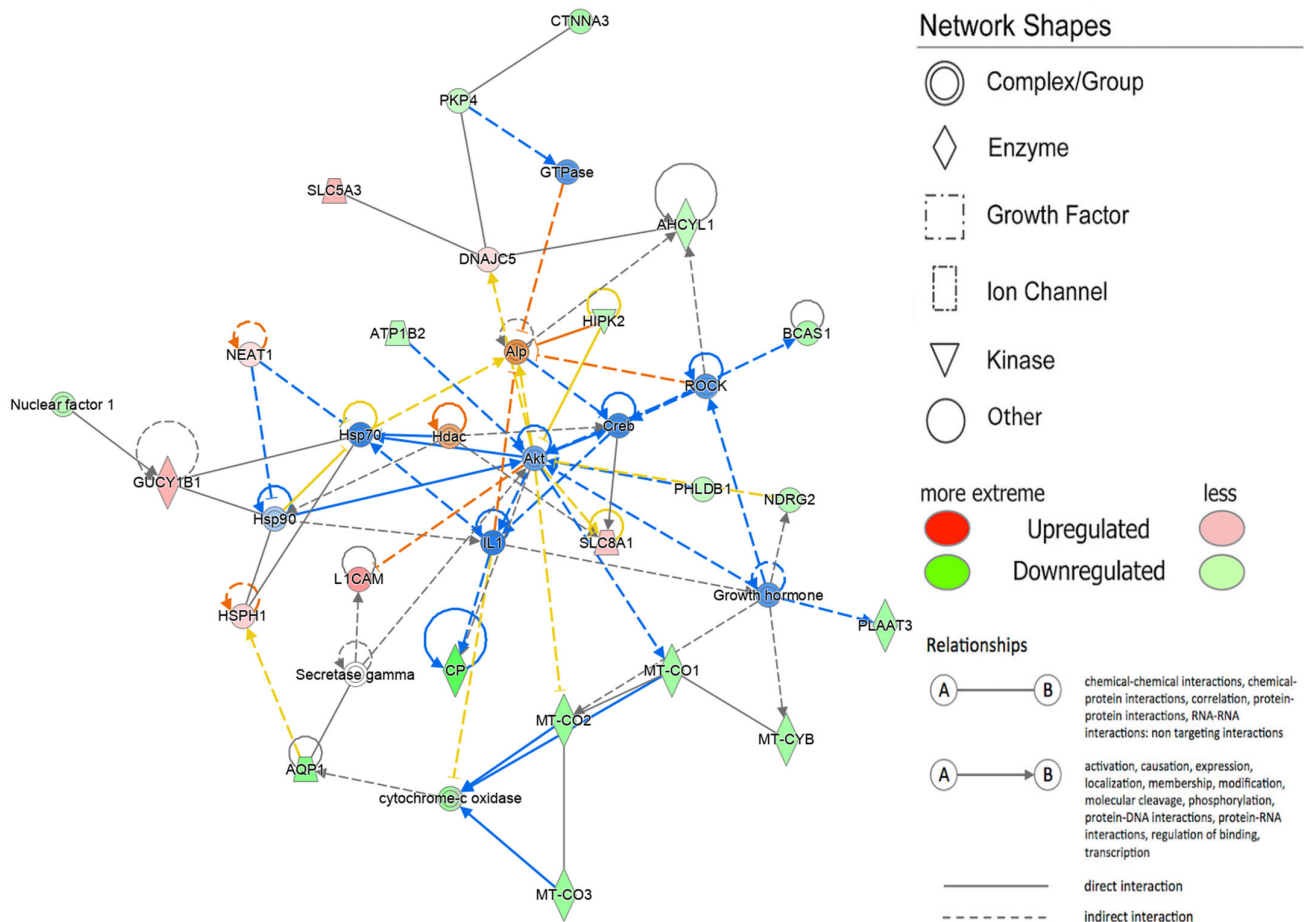 CTNNA3
PKP4
GTPase
SLC5A3
AHCYL1
DNAJC5
ATP1B2
HIPK2
BCAS1
NEAT1
Alp
ROCK
Nuclear factor 1
Hsp70
Hdac
Creb
Akt
GUCY1B1
PHLDB1
NDRG2
Hsp90
IL1
SLC8A1
L1CAM
Growth hormone
HSPH1
PLAAT3
Secretase gamma
CP
MT-CO1
MT-CO2
MT-CYB
AQP1
cytochrome-c oxidase
MT-CO3
Network Shapes
Complex/Group
Enzyme
Growth Factor
Ion Channel
Kinase
Other
more extreme less
Upregulated
Downregulated
Relationships
A B
chemical-chemical interactions, chemical-
protein interactions, correlation, protein-
protein interactions, RNA-RNA
interactions: non targeting interactions
A B
activation, causation, expression,
localization, membership, modification,
molecular cleavage, phosphorylation,
protein-DNA interactions, protein-RNA
interactions, regulation of binding,
transcription
direct interaction
indirect interaction